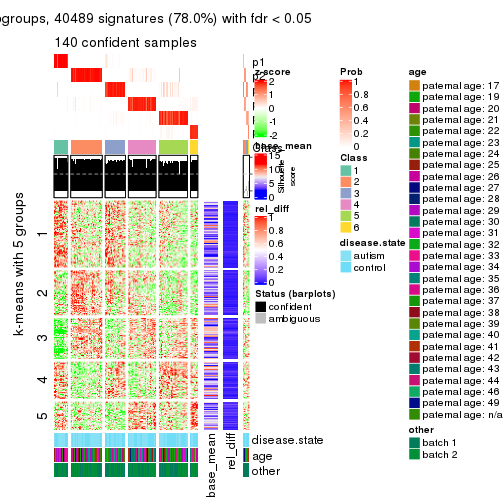 ogroups, 40489 signatures (78.0%) with fdr < 0.05
140 confident samples
p1
p2
Class
Silhouette
score
k-means with 5 groups
1
2
3
4
5
base_mean
rel_diff
disease.state
age
other
z-score
2
1
0
-1
-2
base_mean
15
10
5
0
rel_diff
1
0.8
0.6
0.4
0.2
0
Status (barplots)
confident
ambiguous
Prob
1
0.8
0.6
0.4
0.2
0
Class
1
2
3
4
5
6
disease.state
autism
control
age
paternal age: 17
paternal age: 19
paternal age: 20
paternal age: 21
paternal age: 22
paternal age: 23
paternal age: 24
paternal age: 25
paternal age: 26
paternal age: 27
paternal age: 28
paternal age: 29
paternal age: 30
paternal age: 31
paternal age: 32
paternal age: 33
paternal age: 34
paternal age: 35
paternal age: 36
paternal age: 37
paternal age: 38
paternal age: 39
paternal age: 40
paternal age: 41
paternal age: 42
paternal age: 43
paternal age: 44
paternal age: 46
paternal age: 49
paternal age: n/a
other
batch 1
batch 2